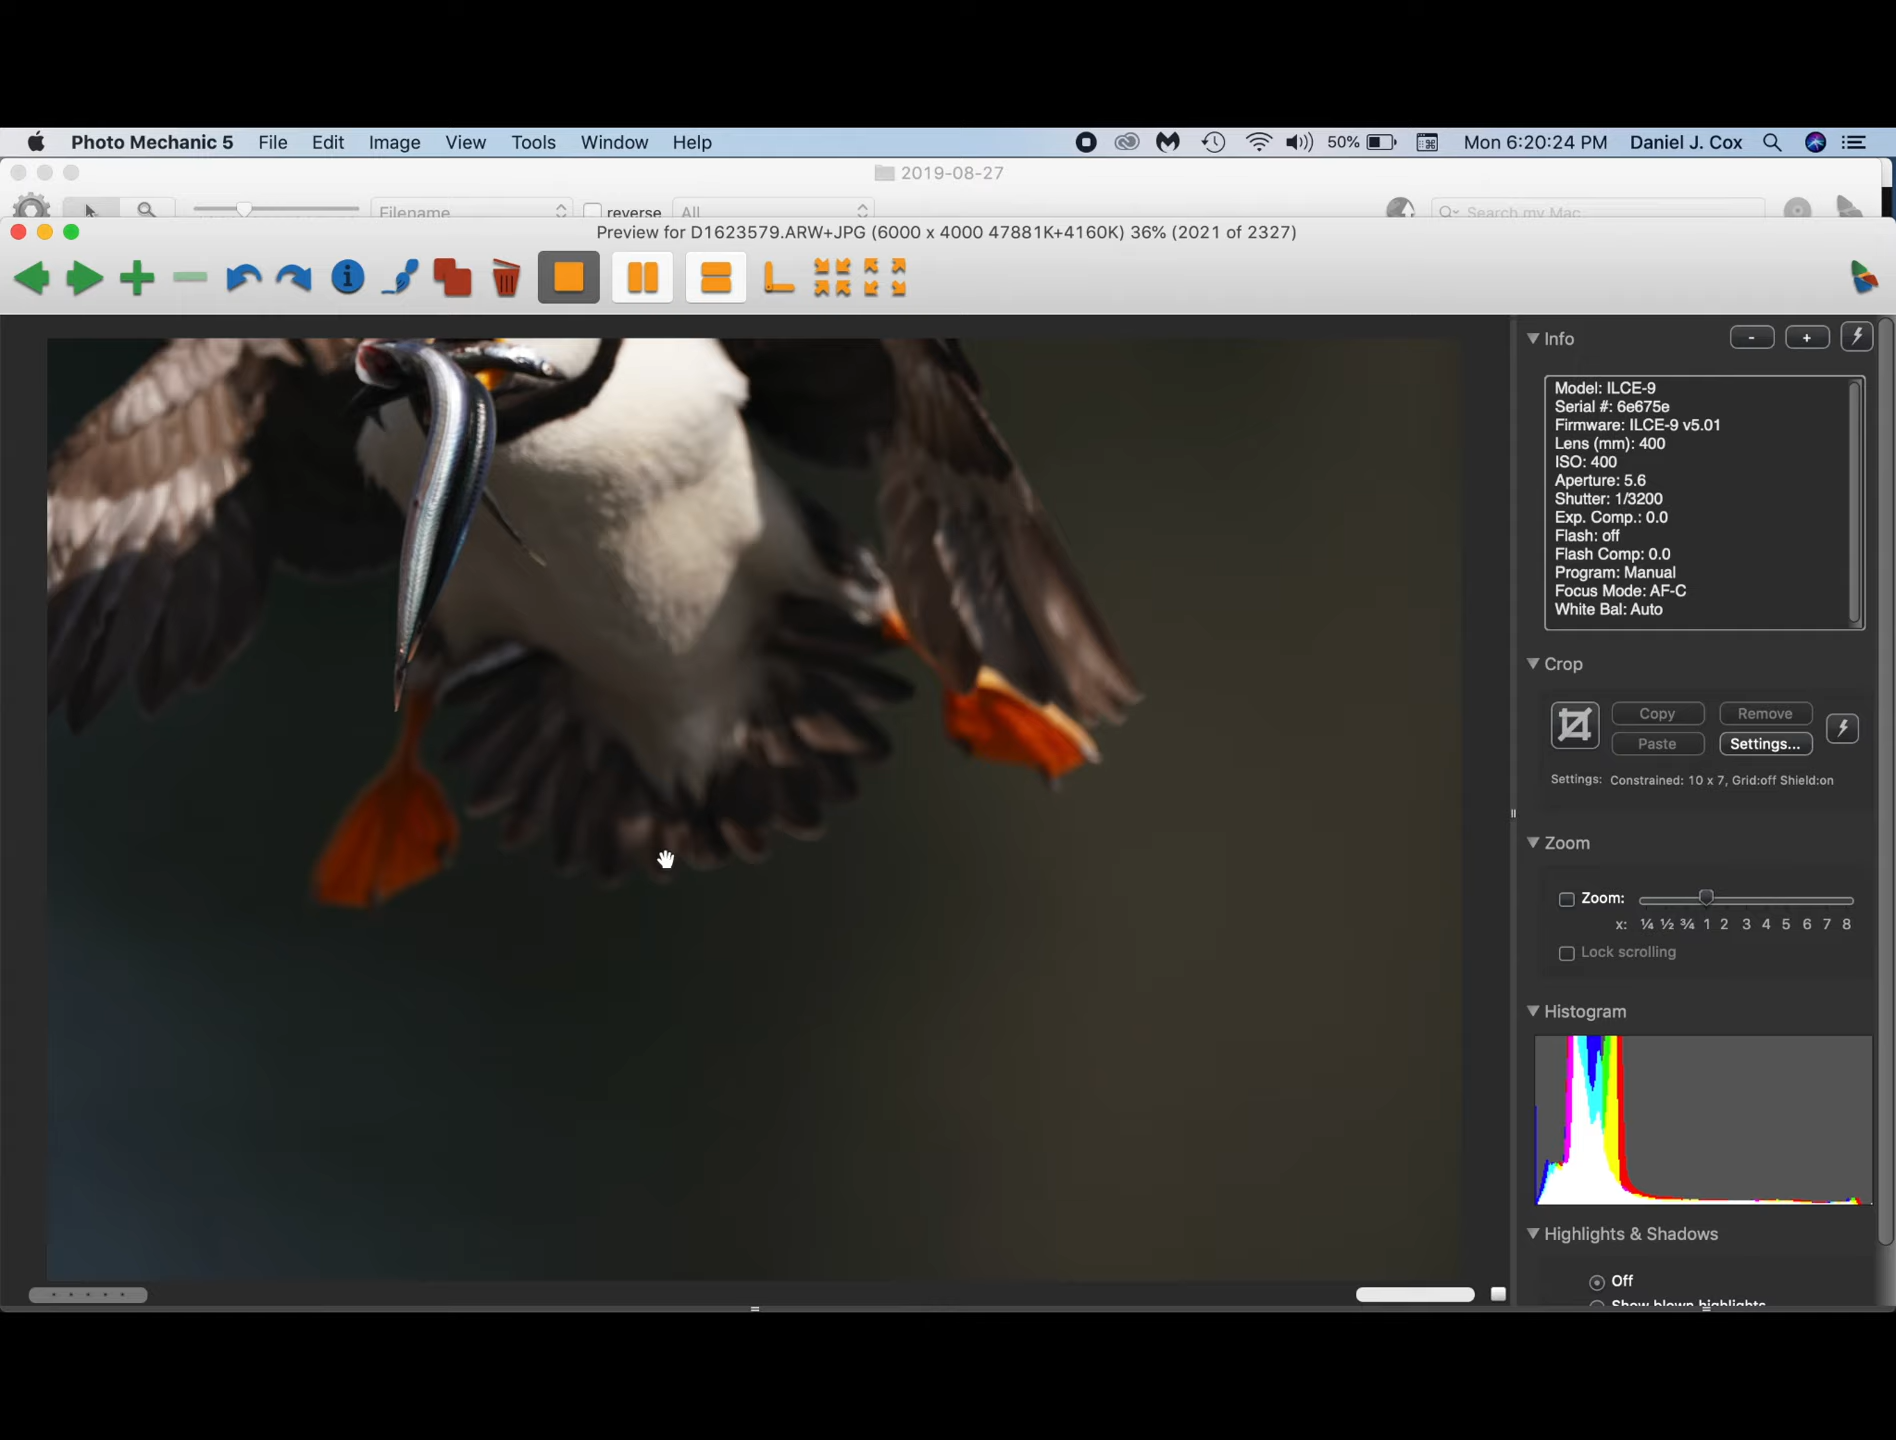 Photo Mechanic 5 File Edit Image View Tools Window Help 50% Mon 6:20:24 PM Daniel J. Cox
2019-08-27
Filename reverse All Search my Mac
Preview for D1623579.ARW+JPG (6000 x 4000 47881K+4160K) 36% (2021 of 2327)
Info - +
Model: ILCE-9
Serial #: 6e675e
Firmware: ILCE-9 v5.01
Lens (mm): 400
ISO: 400
Aperture: 5.6
Shutter: 1/3200
Exp. Comp.: 0.0
Flash: off
Flash Comp: 0.0
Program: Manual
Focus Mode: AF-C
White Bal: Auto
Crop
Copy Remove
Paste Settings...
Settings: Constrained: 10 x 7, Grid:off Shield:on
Zoom
Zoom:
x: ¼ ½ ¾ 1 2 3 4 5 6 7 8
Lock scrolling
Histogram
Highlights & Shadows
Off
Show blown highlights